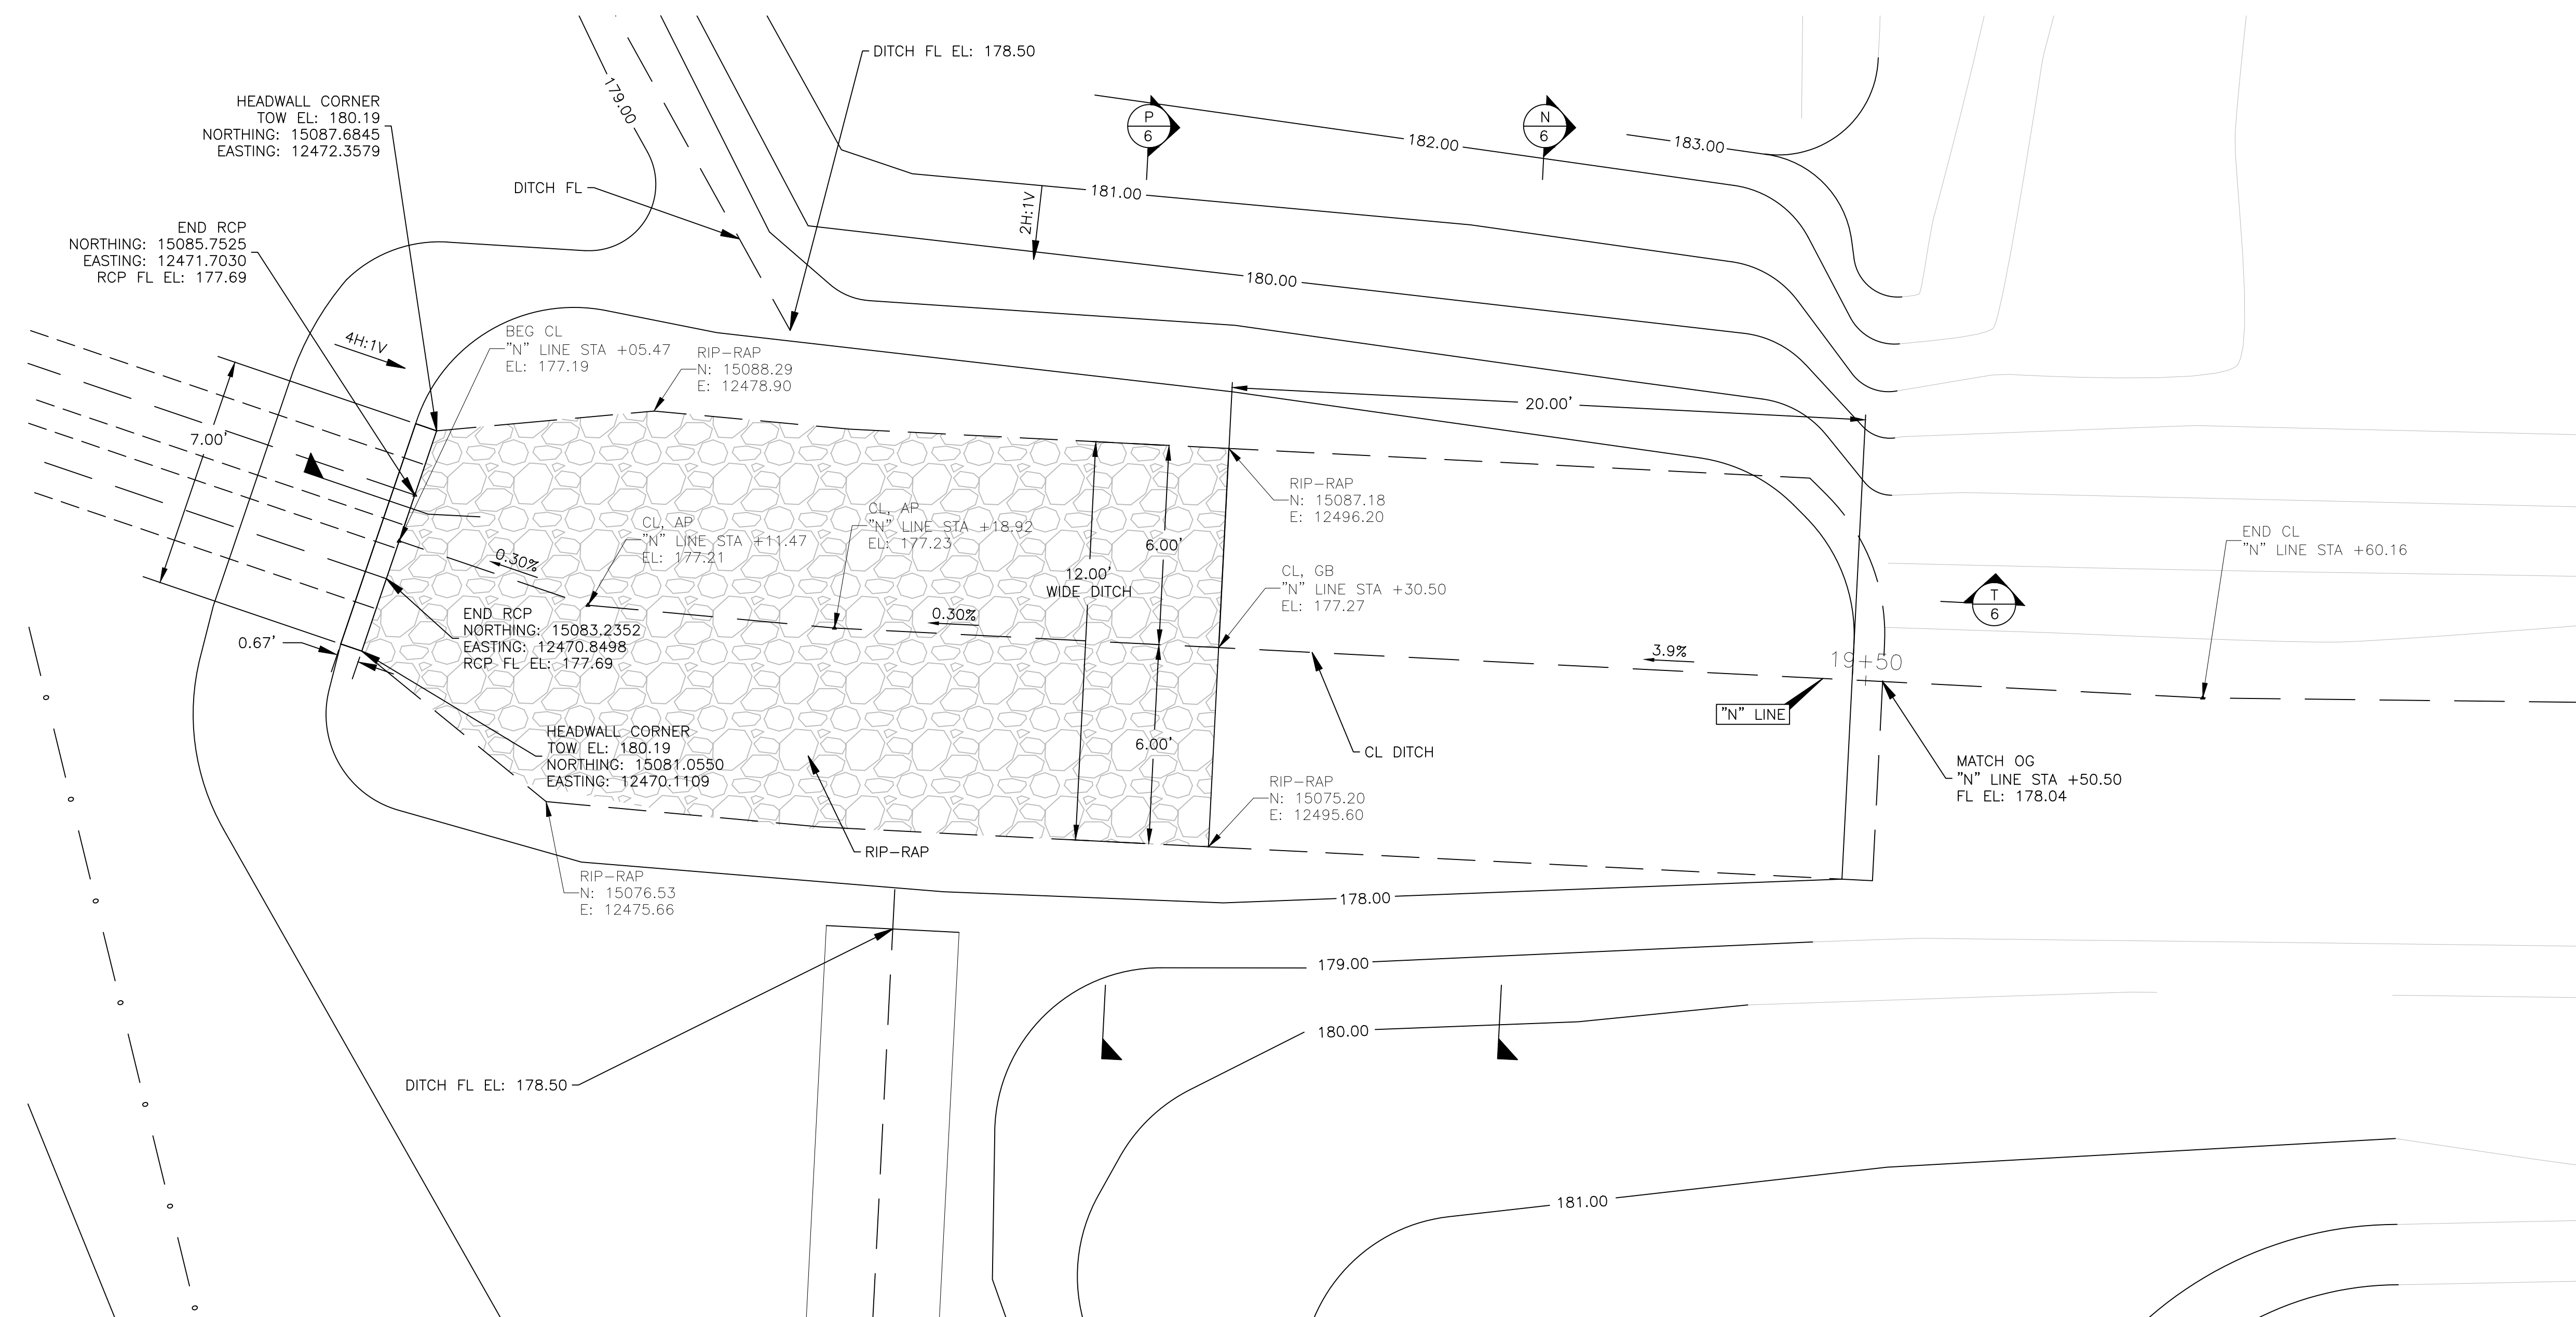 DITCH FL EL: 178.50
179.00
HEADWALL CORNER
TOW EL: 180.19
NORTHING: 15087.6845
EASTING: 12472.3579
P
6
N
6
182.00
183.00
DITCH FL
181.00
2H:1V
END RCP
NORTHING: 15085.7525
EASTING: 12471.7030
RCP FL EL: 177.69
180.00
4H:1V
BEG CL
"N" LINE STA +05.47
EL: 177.19
RIP-RAP
N: 15088.29
E: 12478.90
20.00'
7.00'
RIP-RAP
N: 15087.18
E: 12496.20
CL, AP
"N" LINE STA +18.92
EL: 177.23
CL, AP
"N" LINE STA +11.47
EL: 177.21
0.30%
6.00'
12.00'
WIDE DITCH
END CL
"N" LINE STA +60.16
CL, GB
"N" LINE STA +30.50
EL: 177.27
T
6
0.30%
END RCP
NORTHING: 15083.2352
EASTING: 12470.8498
RCP FL EL: 177.69
0.67'
3.9%
19+50
"N" LINE
HEADWALL CORNER
TOW EL: 180.19
NORTHING: 15081.0550
EASTING: 12470.1109
6.00'
CL DITCH
MATCH OG
"N" LINE STA +50.50
FL EL: 178.04
RIP-RAP
N: 15075.20
E: 12495.60
RIP-RAP
RIP-RAP
N: 15076.53
E: 12475.66
178.00
179.00
180.00
DITCH FL EL: 178.50
181.00